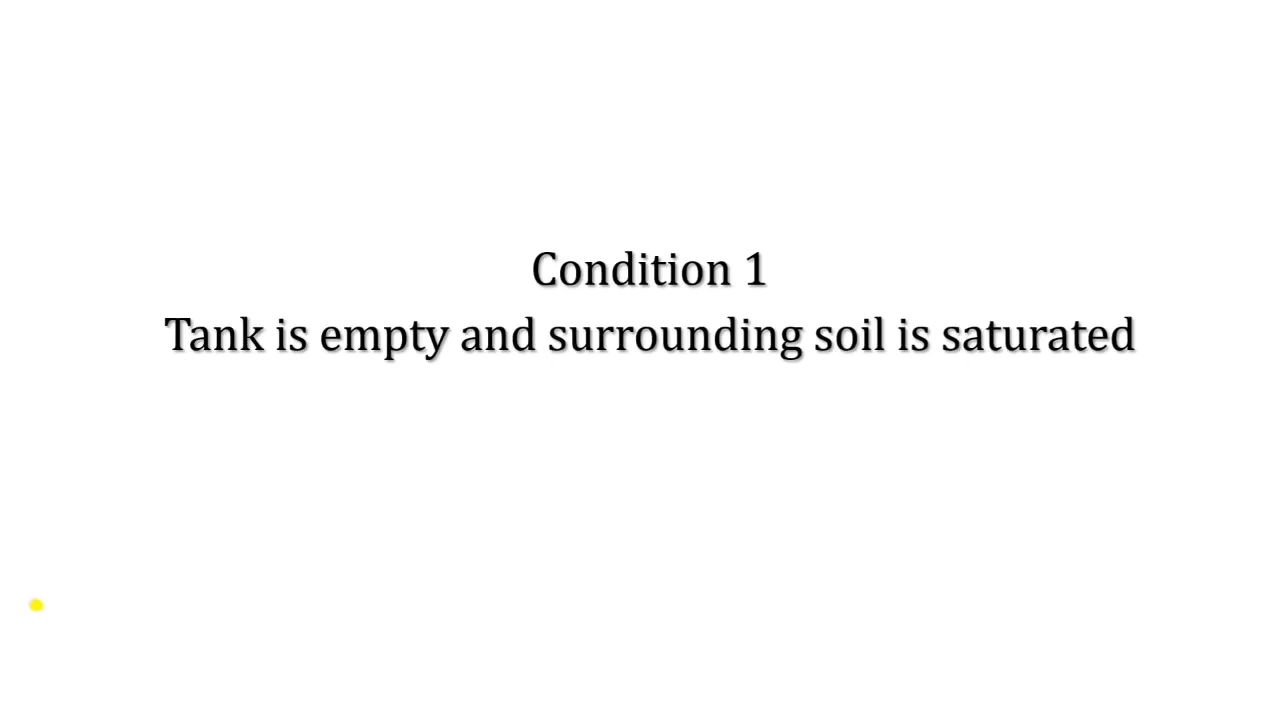 Condition 1
Tank is empty and surrounding soil is saturated